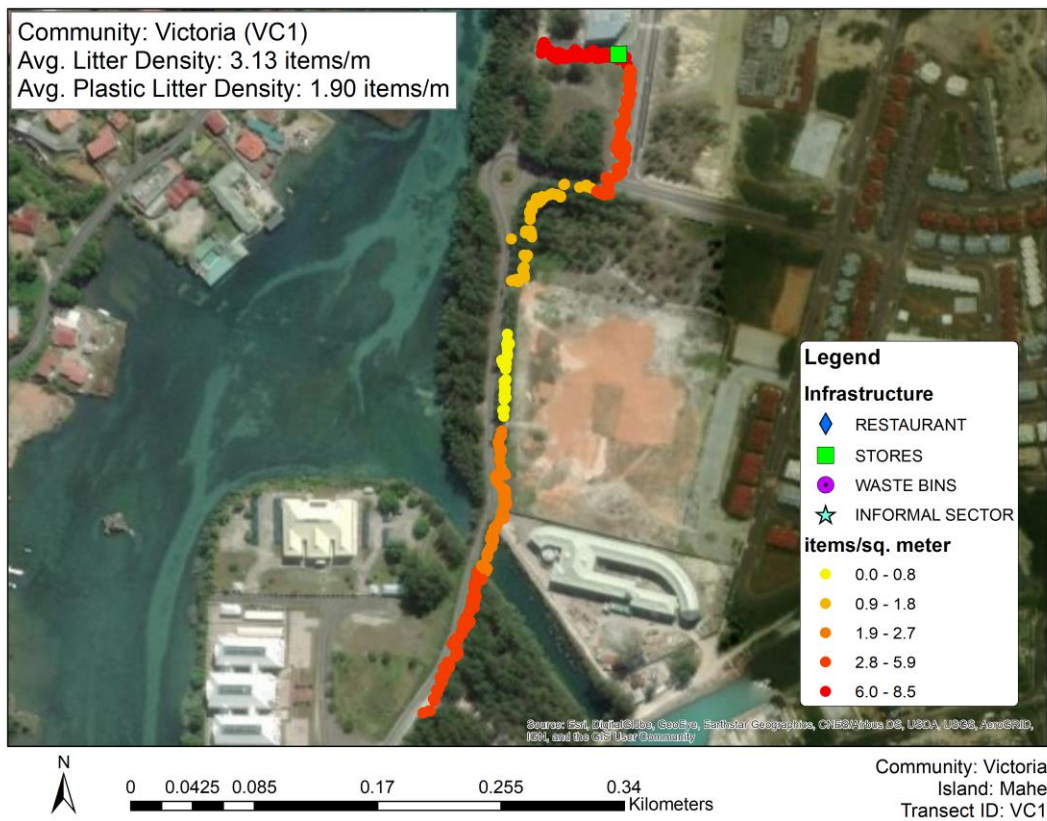 Community: Victoria (VC1)
Avg. Litter Density: 3.13 items/m
Avg. Plastic Litter Density: 1.90 items/m
Legend
Infrastructure
RESTAURANT
STORES
WASTE BINS
INFORMAL SECTOR
items/sq. meter
0.0 - 0.8
0.9 - 1.8
1.9 - 2.7
2.8 - 5.9
6.0 - 8.5
Source: Esri, DigitalGlobe, GeoEye, Earthstar Geographics, CNES/Airbus DS, USDA, USGS, AeroGRID,
IGN, and the GIS User Community
N
0 0.0425 0.085 0.17 0.255 0.34
Kilometers
Community: Victoria
Island: Mahe
Transect ID: VC1